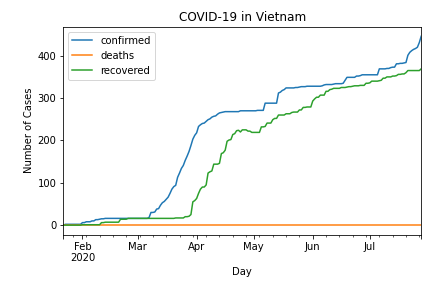 COVID-19 in Vietnam
confirmed
deaths
recovered
Number of Cases
400
300
200
100
0
Feb
2020
Mar
Apr
May
Jun
Jul
Day